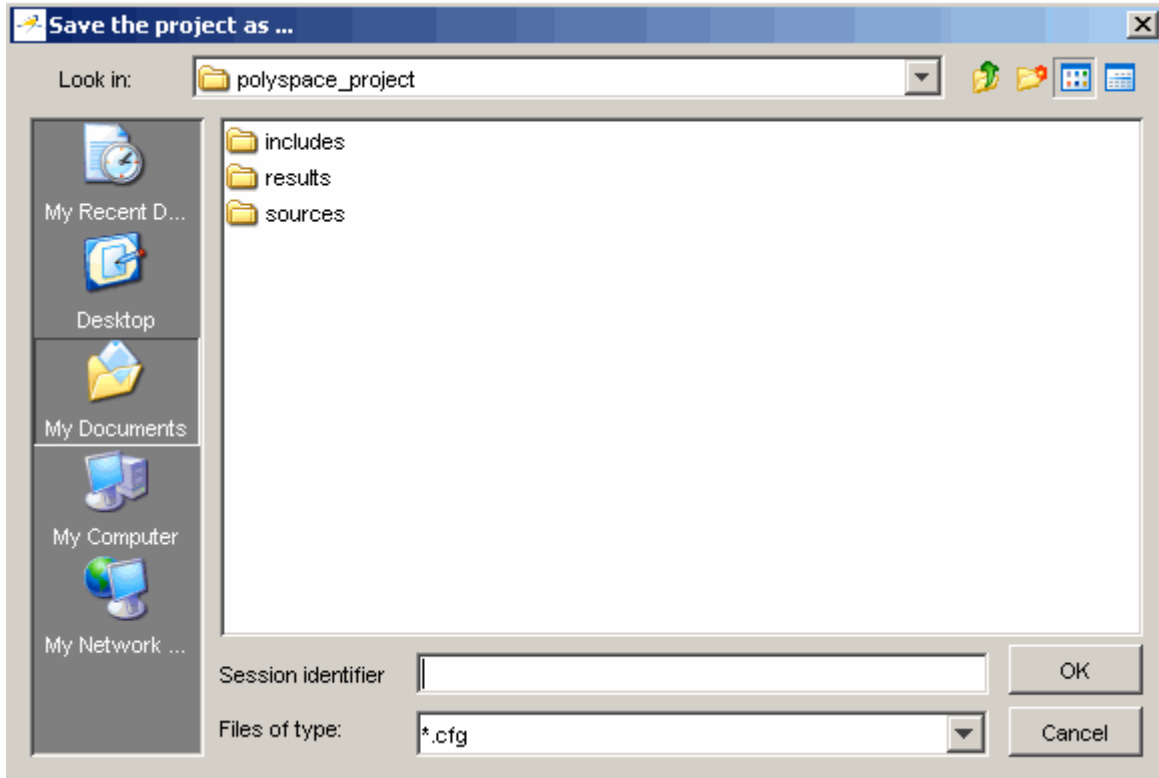 Save the project as ...
Look in:
polyspace_project
includes
results
sources
My Recent D...
Desktop
My Documents
My Computer
My Network ...
Session identifier
OK
Files of type:
*.cfg
Cancel